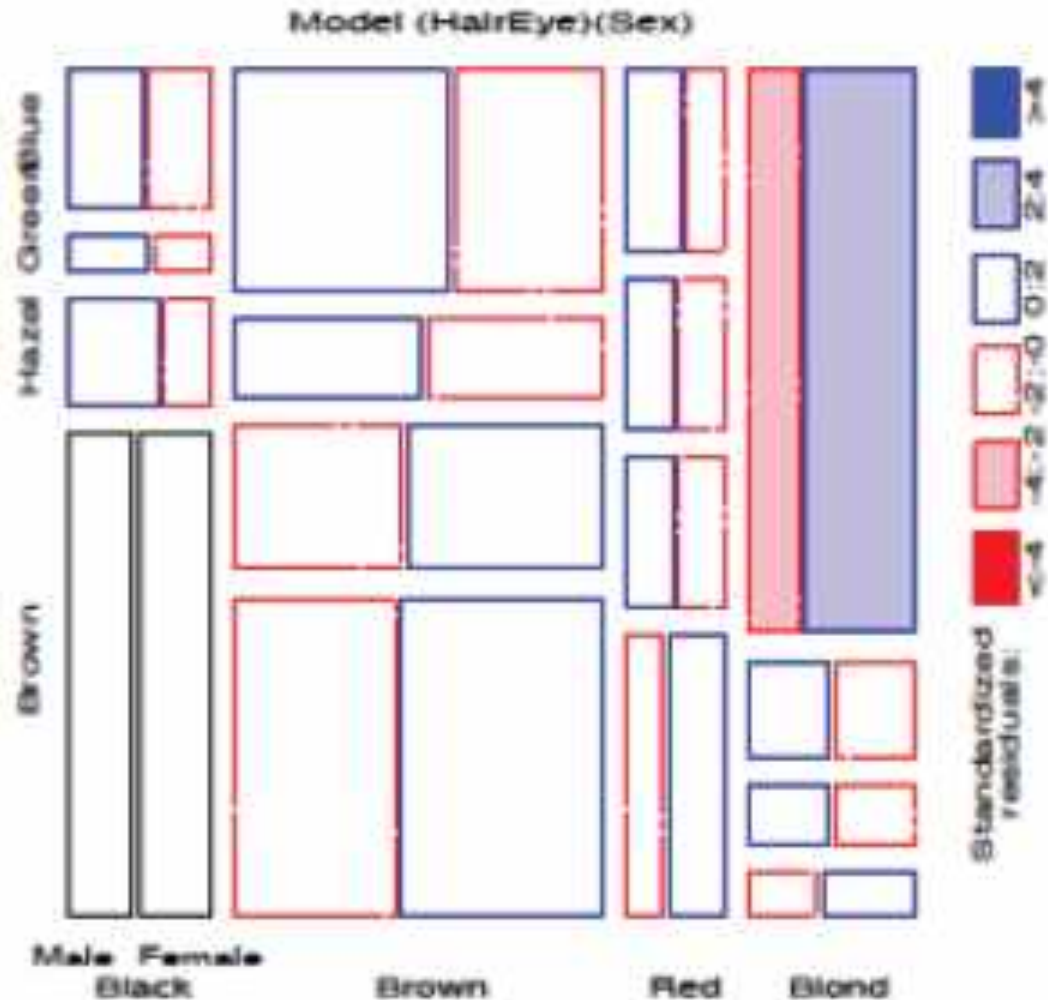 Model (HairEye)(Sex)
Blue
Green
Hazel
Brown
Male Female
Black Brown Red Blond
>4
2:4
0:2
-2:-0
-4:-2
<-4
Standardized
residuals: